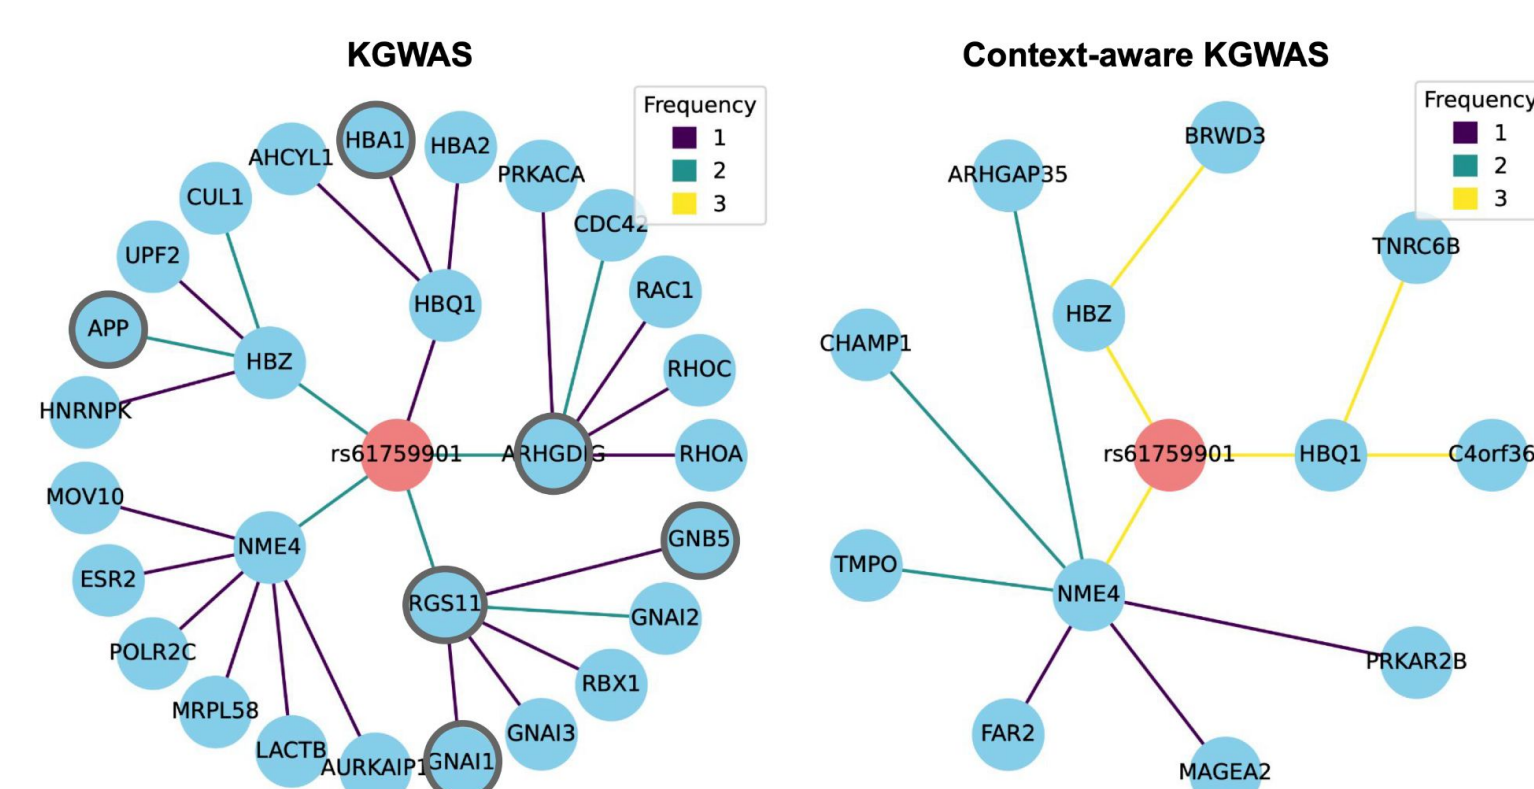 KGWAS
Context-aware KGWAS
Frequency
1
2
3
HBA1
HBA2
AHCYL1
PRKACA
CUL1
CDC42
UPF2
RAC1
HBQ1
APP
HBZ
RHOC
HNRNPK
rs61759901
ARHGDIG
RHOA
MOV10
NME4
GNB5
ESR2
RGS11
GNAI2
POLR2C
RBX1
MRPL58
GNAI3
LACTB
AURKAIP1
GNAI1
Frequency
1
2
3
BRWD3
ARHGAP35
TNRC6B
HBZ
CHAMP1
rs61759901
HBQ1
C4orf36
TMPO
NME4
PRKAR2B
FAR2
MAGEA2